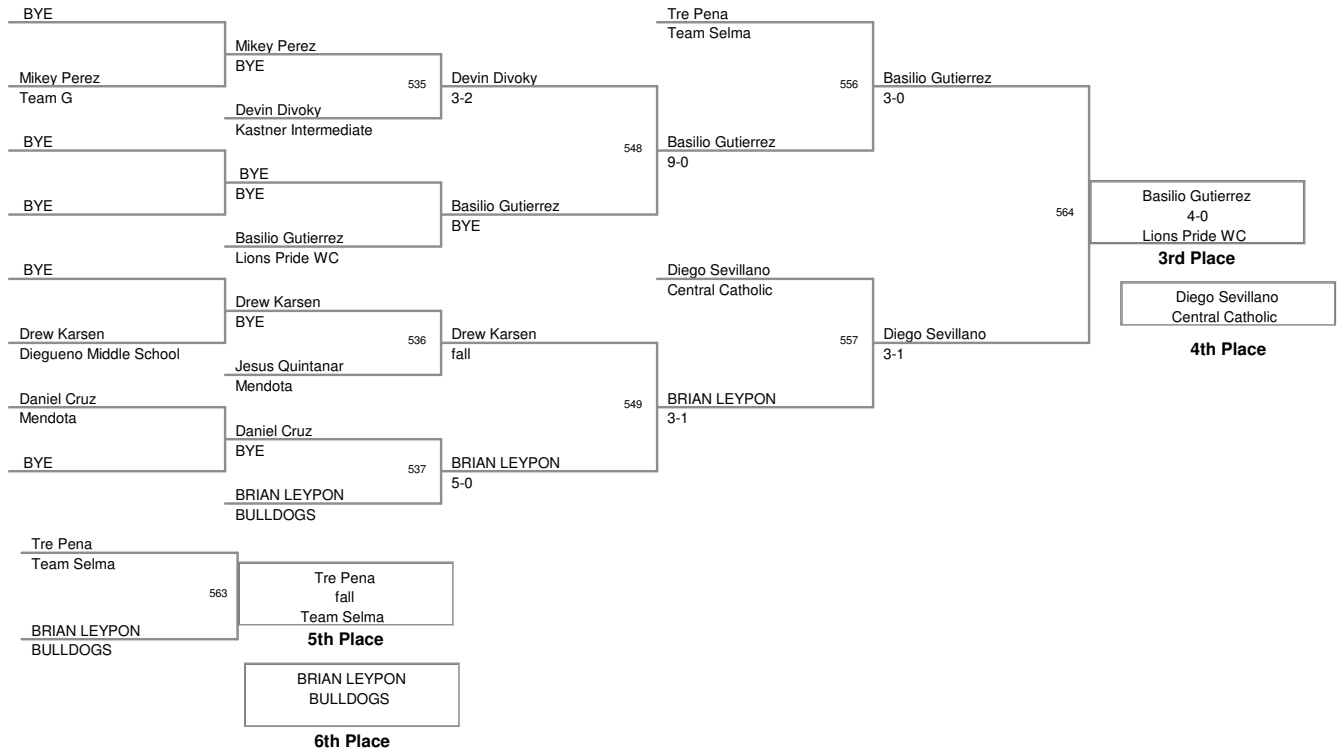 BYE
Mikey Perez
Team G
BYE
BYE
BYE
Drew Karsen
Diegueno Middle School
Daniel Cruz
Mendota
BYE
Mikey Perez
BYE
Devin Divoky
Kastner Intermediate
BYE
BYE
Basilio Gutierrez
Lions Pride WC
Drew Karsen
BYE
Jesus Quintanar
Mendota
Daniel Cruz
BYE
BRIAN LEYPON
BULLDOGS
535
536
537
Devin Divoky
3-2
Basilio Gutierrez
BYE
Drew Karsen
fall
BRIAN LEYPON
5-0
548
549
Tre Pena
Team Selma
Basilio Gutierrez
9-0
Diego Sevillano
Central Catholic
BRIAN LEYPON
3-1
556
557
Basilio Gutierrez
3-0
Diego Sevillano
3-1
564
Basilio Gutierrez
4-0
Lions Pride WC
3rd Place
Diego Sevillano
Central Catholic
4th Place
Tre Pena
Team Selma
BRIAN LEYPON
BULLDOGS
563
Tre Pena
fall
Team Selma
5th Place
BRIAN LEYPON
BULLDOGS
6th Place